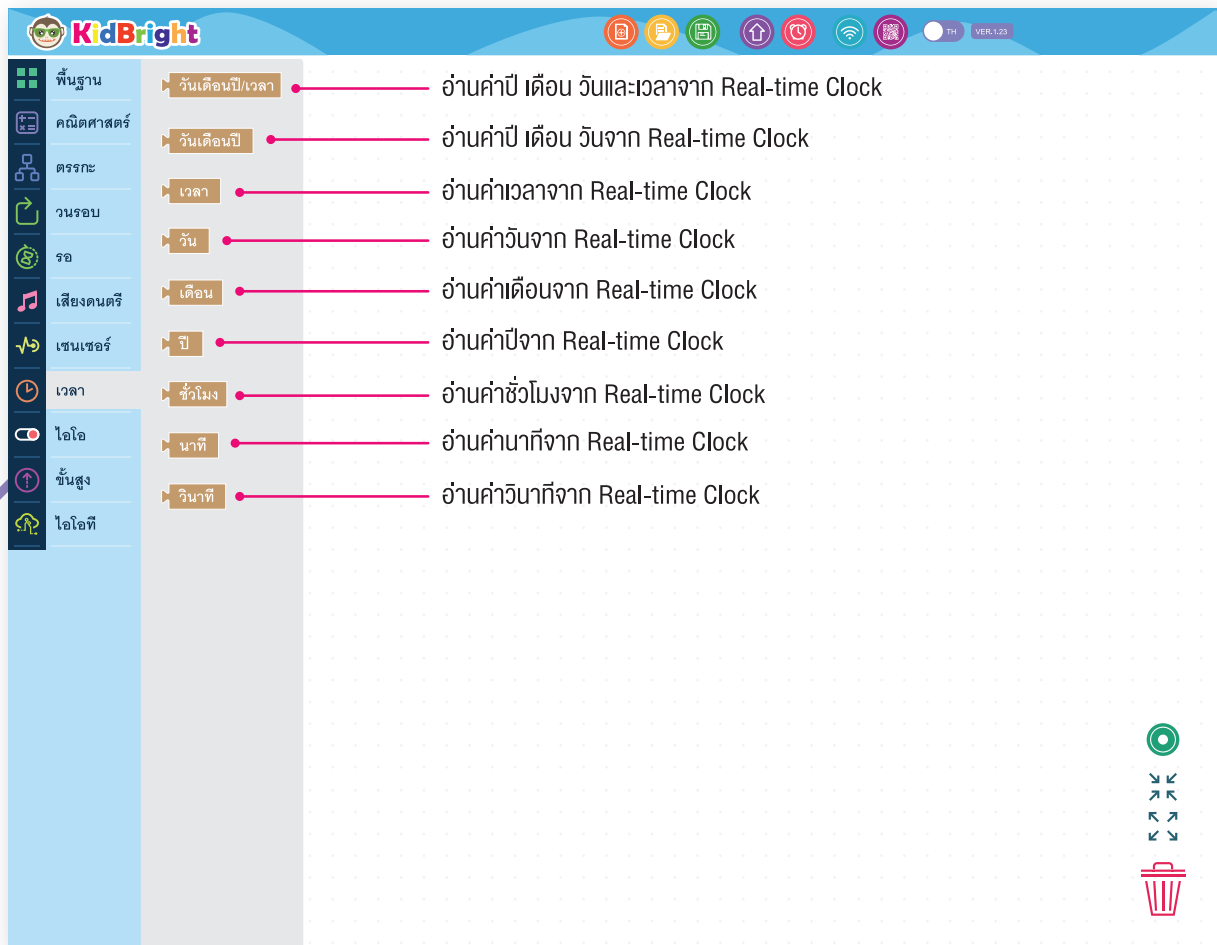 KidBright
TH
VER.1.23
พื้นฐาน
คณิตศาสตร์
ตรรกะ
วนรอบ
รอ
เสียงดนตรี
เซนเซอร์
เวลา
ไอโอ
ขั้นสูง
ไอโอที
วันเดือนปี/เวลา อ่านค่าปี เดือน วันและเวลาจาก Real-time Clock
วันเดือนปี อ่านค่าปี เดือน วันจาก Real-time Clock
เวลา อ่านค่าเวลาจาก Real-time Clock
วัน อ่านค่าวันจาก Real-time Clock
เดือน อ่านค่าเดือนจาก Real-time Clock
ปี อ่านค่าปีจาก Real-time Clock
ชั่วโมง อ่านค่าชั่วโมงจาก Real-time Clock
นาที อ่านค่านาทีจาก Real-time Clock
วินาที อ่านค่าวินาทีจาก Real-time Clock